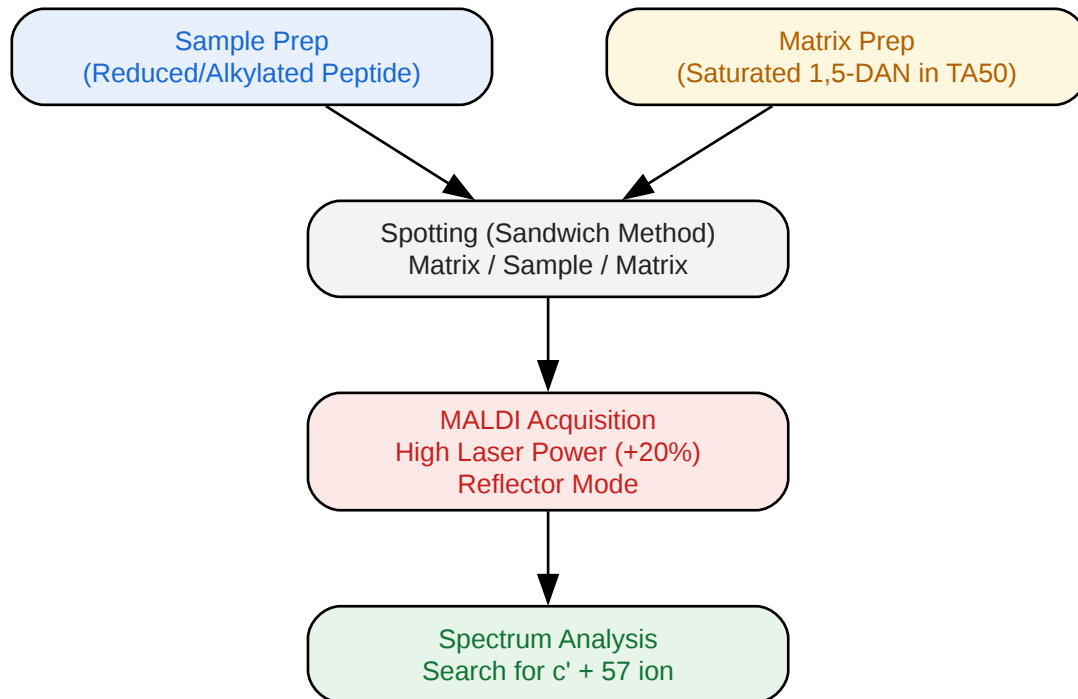 Sample Prep
(Reduced/Alkylated Peptide)
Matrix Prep
(Saturated 1,5-DAN in TA50)
Spotting (Sandwich Method)
Matrix / Sample / Matrix
MALDI Acquisition
High Laser Power (+20%)
Reflector Mode
Spectrum Analysis
Search for c' + 57 ion